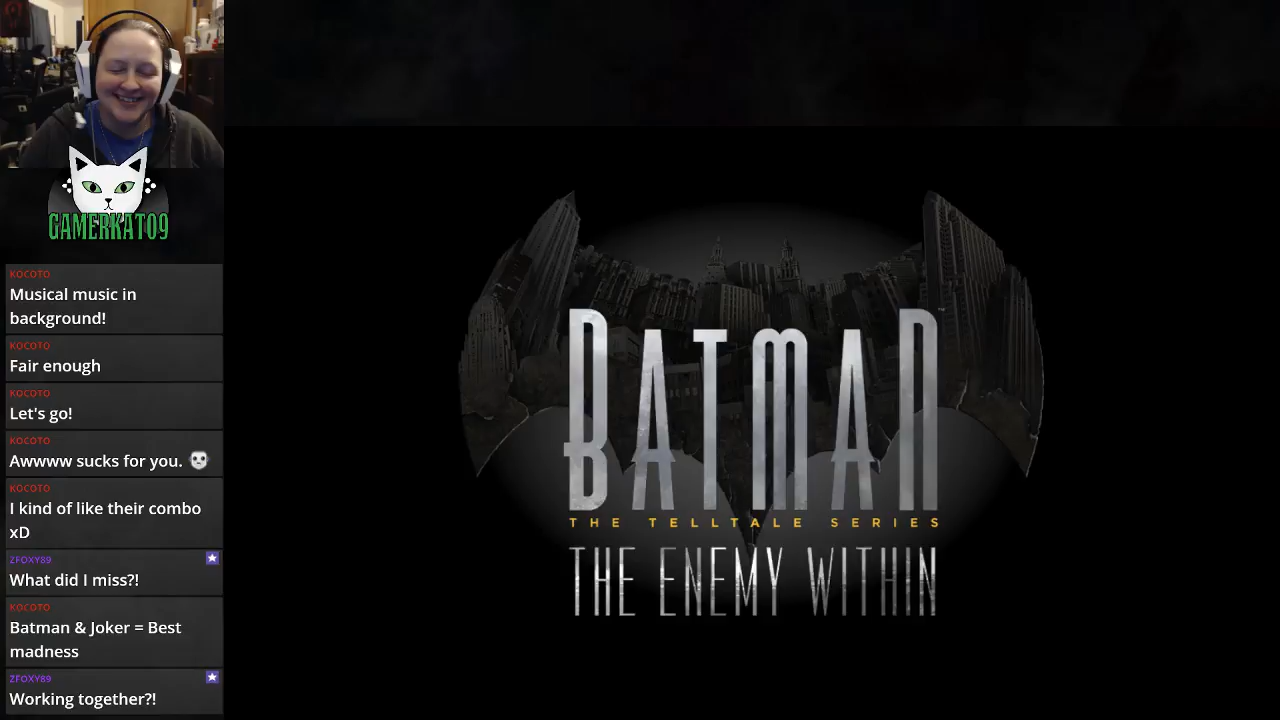 GAMERKAT09
KOCOTO
Musical music in
background!
KOCOTO
Fair enough
KOCOTO
Let's go!
KOCOTO
Awwww sucks for you.
KOCOTO
I kind of like their combo
xD
ZFOXY89
What did I miss?!
KOCOTO
Batman & Joker = Best
madness
ZFOXY89
Working together?!
BATMAN
THE TELLTALE SERIES
THE ENEMY WITHIN